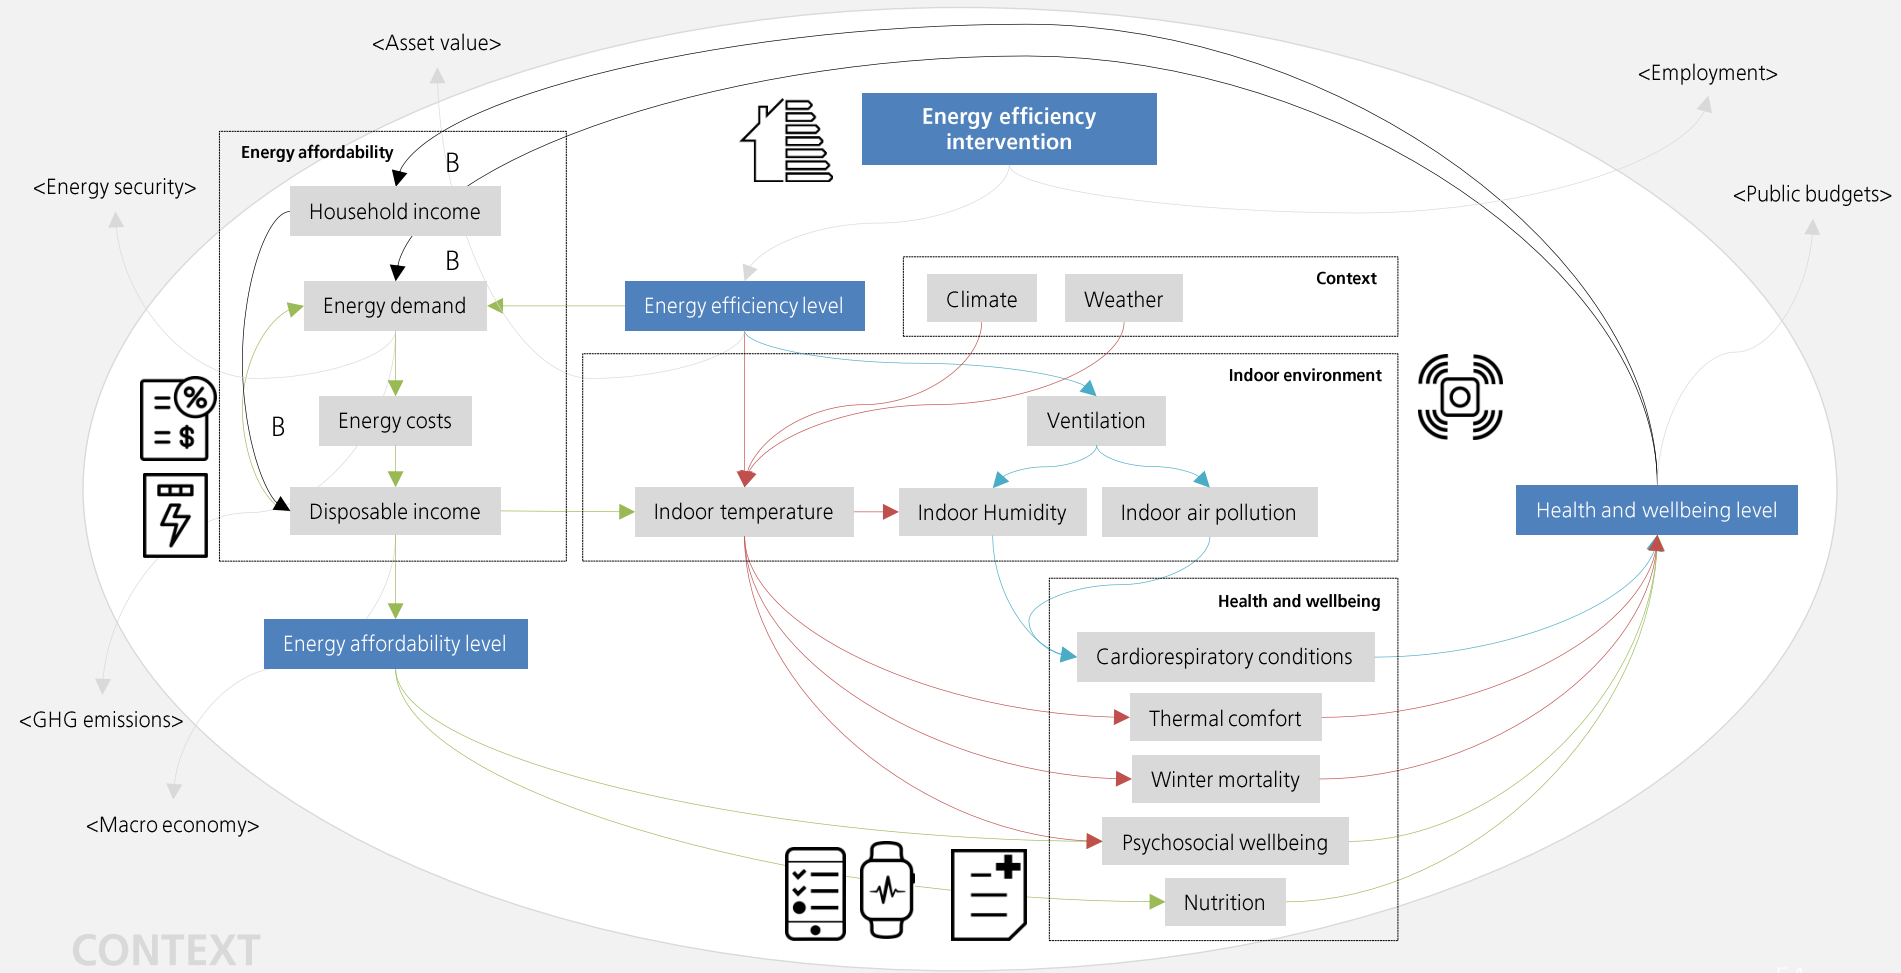 <Asset value>
<Employment>
Energy efficiency
intervention
Energy affordability
B
<Energy security>
<Public budgets>
Household income
B
Context
Climate
Weather
Energy demand
Energy efficiency level
Indoor environment
%
$
Energy costs
B
Ventilation
Disposable income
Indoor temperature
Indoor Humidity
Indoor air pollution
Health and wellbeing level
Health and wellbeing
Energy affordability level
Cardiorespiratory conditions
<GHG emissions>
Thermal comfort
Winter mortality
<Macro economy>
Psychosocial wellbeing
Nutrition
CONTEXT